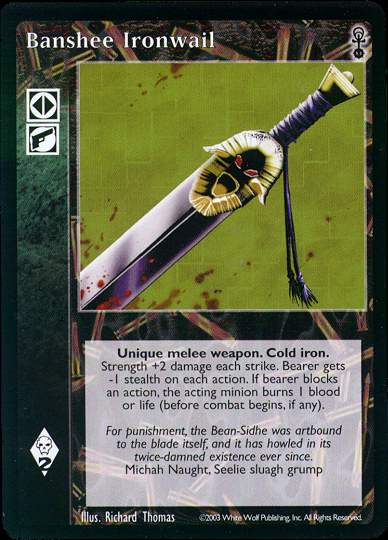 Banshee Ironwail
Unique melee weapon. Cold iron.
Strength +2 damage each strike. Bearer gets
-1 stealth on each action. If bearer blocks
an action, the acting minion burns 1 blood
or life (before combat begins, if any).
For punishment, the Bean-Sidhe was artbound
to the blade itself, and it has howled in its
twice-damned existence ever since.
Michah Naught, Seelie sluagh grump
2
Illus. Richard Thomas
©2003 White Wolf Publishing, Inc. All Rights Reserved.